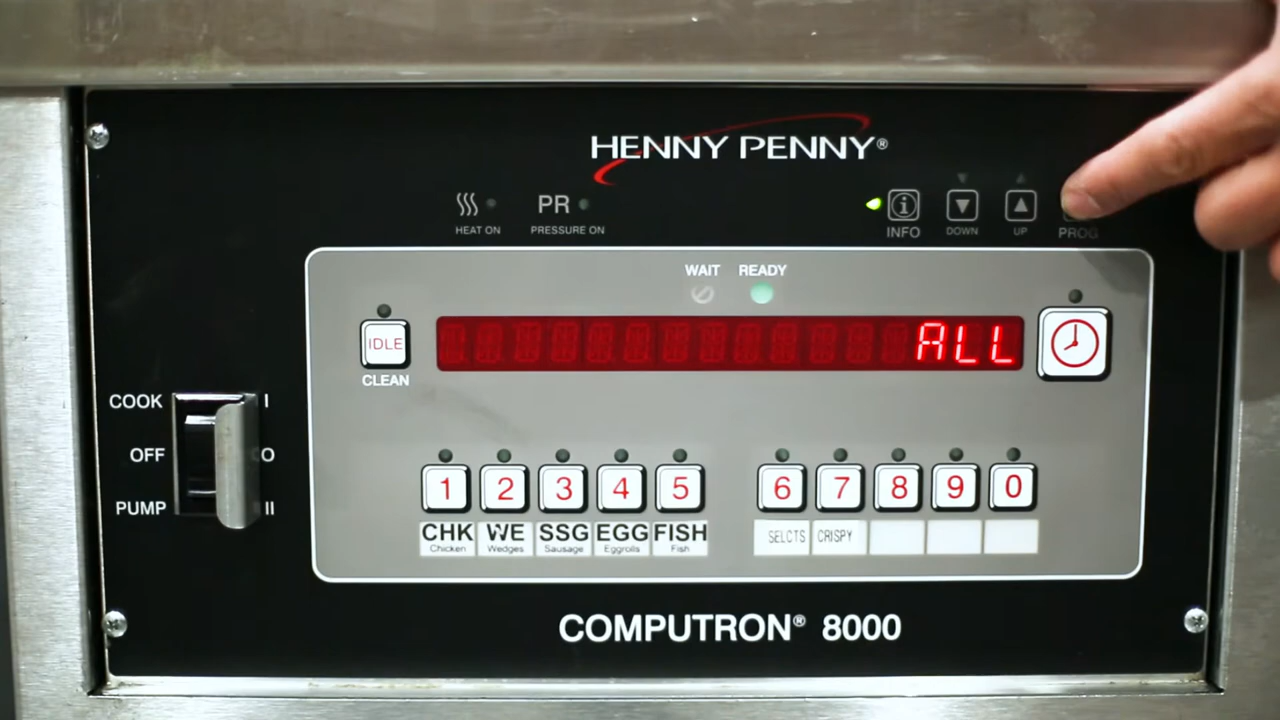 HENNY PENNY®
PR
HEAT ON
PRESSURE ON
INFO
DOWN
UP
PROG
WAIT
READY
IDLE
CLEAN
ALL
COOK
I
OFF
O
PUMP
II
1 2 3 4 5 6 7 8 9 0
CHK WE SSG EGG FISH SELCTS CRISPY
Chicken Wedges Sausage Eggrolls Fish
COMPUTRON® 8000